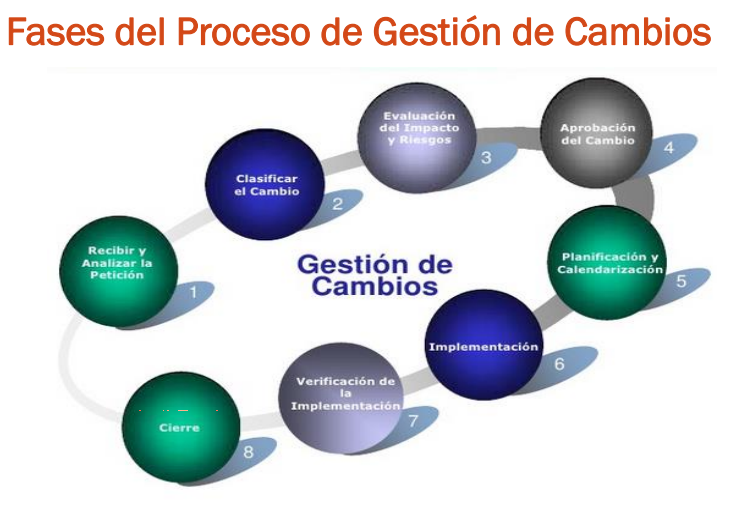 Fases del Proceso de Gestión de Cambios
Recibir y
Analizar la
Petición
1
Clasificar
el Cambio
2
Evaluación
del Impacto
y Riesgos
3
Aprobación
del Cambio
4
Planificación y
Calendarización
5
Implementación
6
Verificación de
la
Implementación
7
Cierre
8
Gestión de
Cambios